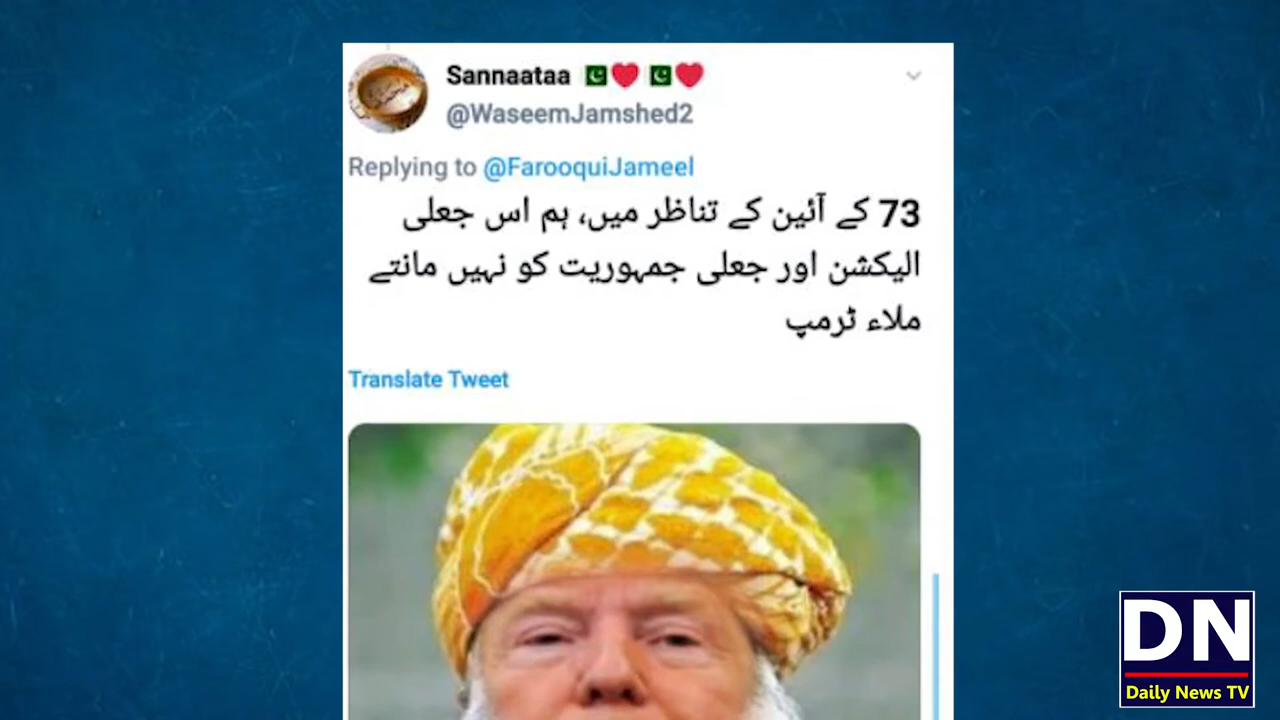 Sannaataa 🇵🇰❤️ 🇵🇰❤️
@WaseemJamshed2
Replying to @FarooquiJameel
73 کے آئین کے تناظر میں، ہم اس جعلی
الیکشن اور جعلی جمہوریت کو نہیں مانتے
ملاء ٹرمپ
Translate Tweet
DN
Daily News TV